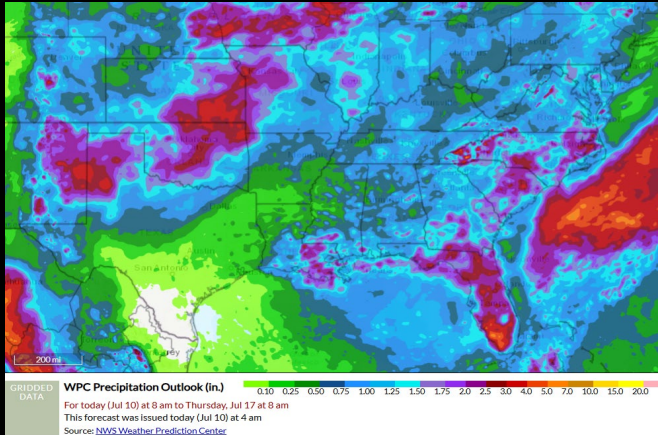 San Antonio
200 mi
GRIDDED
DATA
WPC Precipitation Outlook (in.)
0.10 0.25 0.50 0.75 1.00 1.25 1.50 1.75 2.0 2.5 3.0 4.0 5.0 7.0 10.0 15.0 20.0
For today (Jul 10) at 8 am to Thursday, Jul 17 at 8 am
This forecast was issued today (Jul 10) at 4 am
Source: NWS Weather Prediction Center